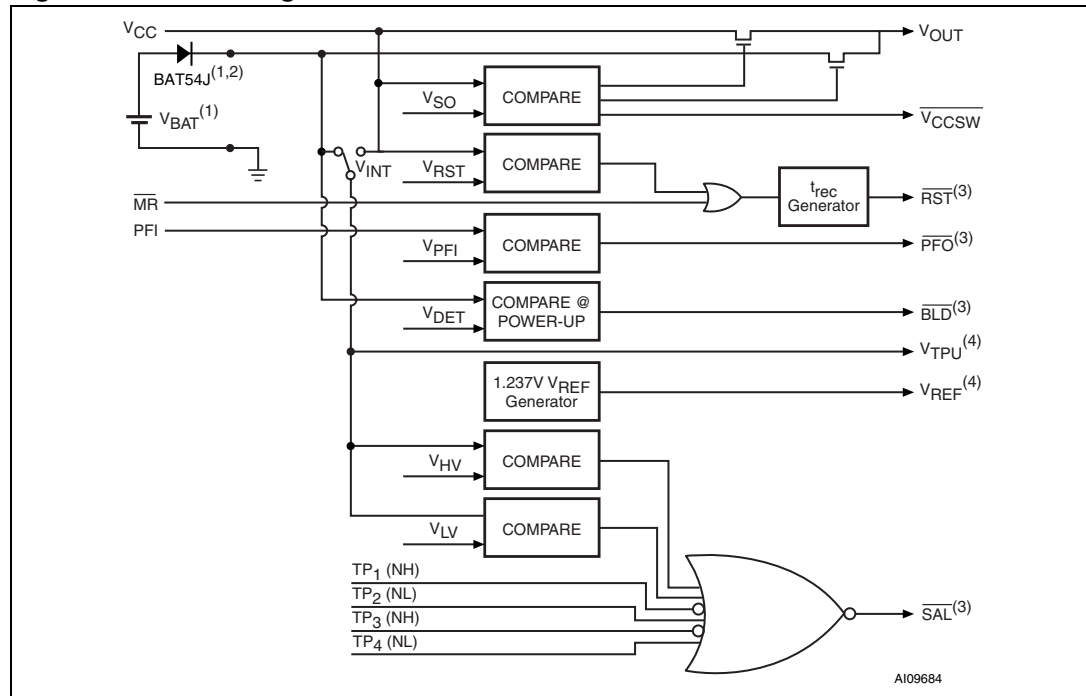 VCC
VOUT
BAT54J(1,2)
VBAT(1)
VSO
COMPARE
VCCSW
VINT
VRST
COMPARE
MR
trec
Generator
RST(3)
PFI
VPFI
COMPARE
PFO(3)
VDET
COMPARE @
POWER-UP
BLD(3)
VTPU(4)
1.237V VREF
Generator
VREF(4)
VHV
COMPARE
VLV
COMPARE
TP1 (NH)
TP2 (NL)
TP3 (NH)
TP4 (NL)
SAL(3)
AI09684